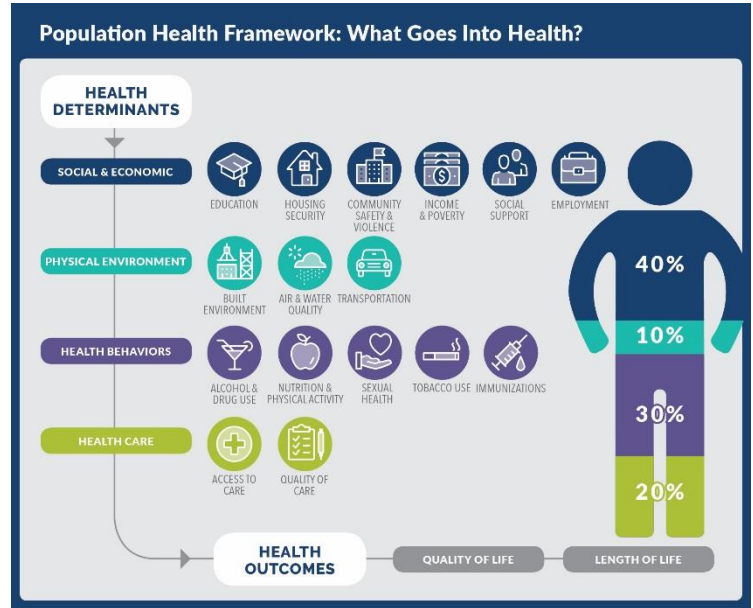 Population Health Framework: What Goes Into Health?
HEALTH
DETERMINANTS
SOCIAL & ECONOMIC
EDUCATION
HOUSING
SECURITY
COMMUNITY
SAFETY &
VIOLENCE
INCOME
& POVERTY
SOCIAL
SUPPORT
EMPLOYMENT
40%
PHYSICAL ENVIRONMENT
BUILT
ENVIRONMENT
AIR & WATER
QUALITY
TRANSPORTATION
10%
HEALTH BEHAVIORS
ALCOHOL &
DRUG USE
NUTRITION &
PHYSICAL ACTIVITY
SEXUAL
HEALTH
TOBACCO USE
IMMUNIZATIONS
30%
HEALTH CARE
ACCESS TO
CARE
QUALITY OF
CARE
20%
HEALTH
OUTCOMES
QUALITY OF LIFE
LENGTH OF LIFE